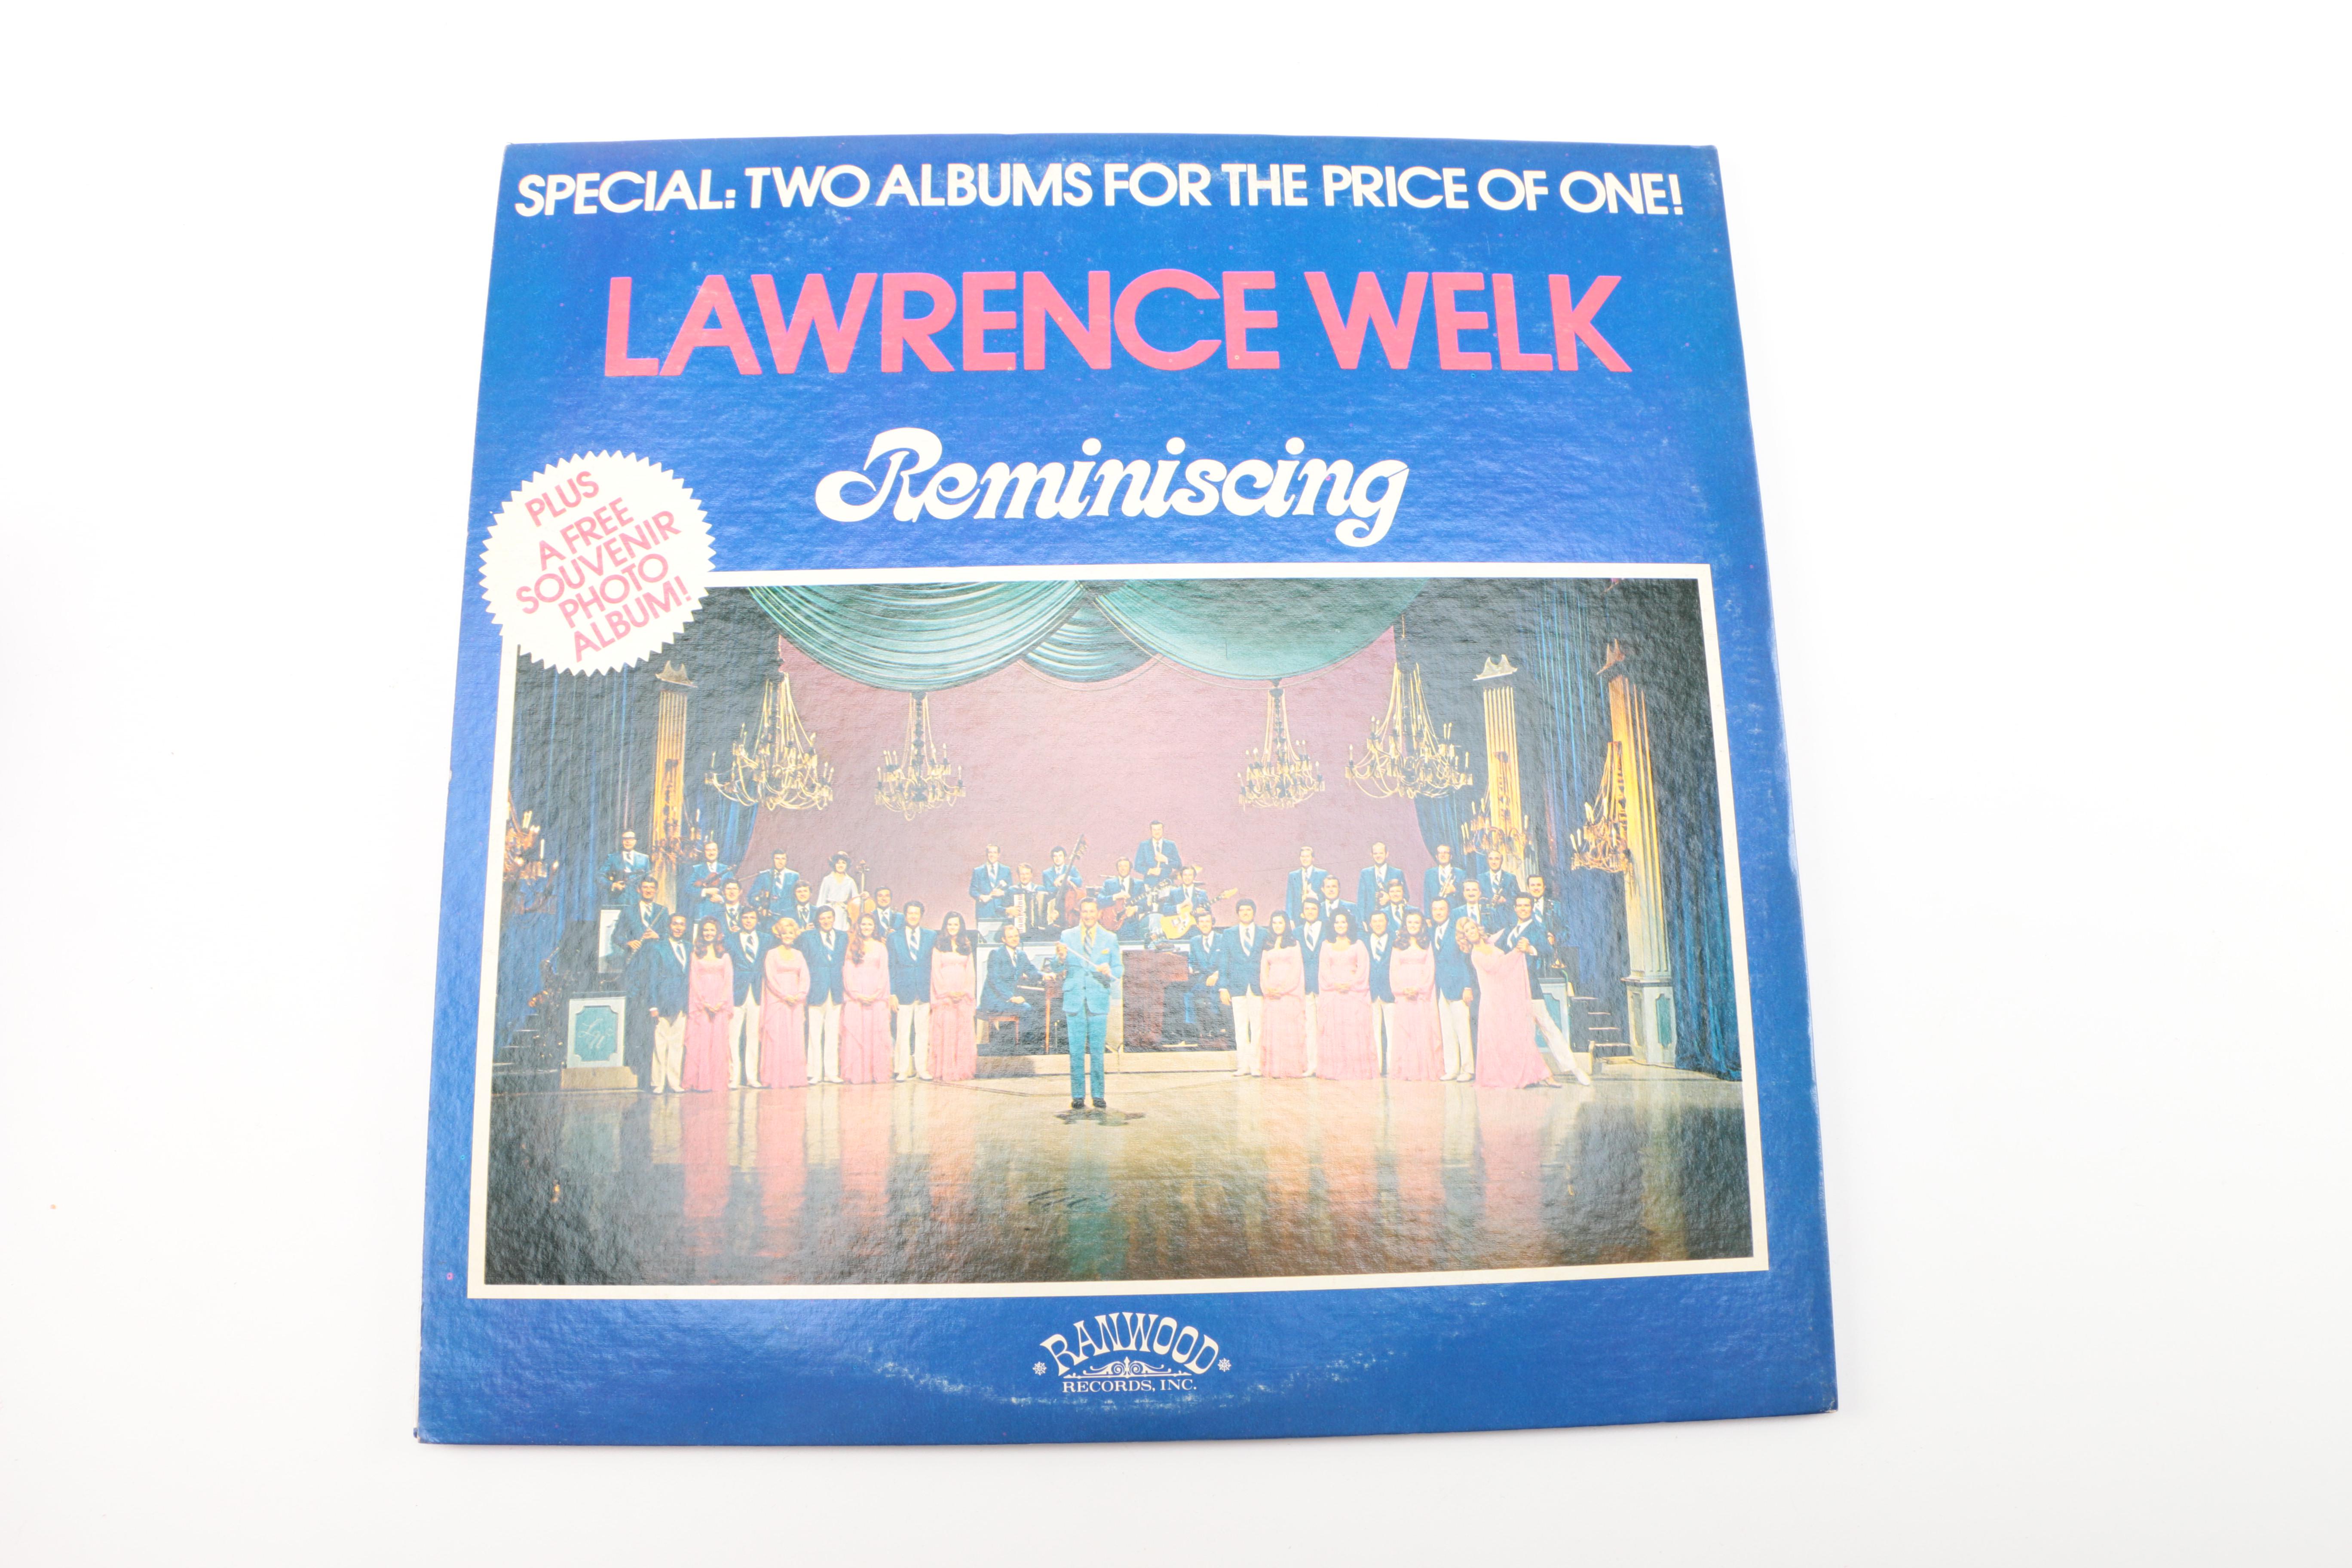 SPECIAL: TWO ALBUMS FOR THE PRICE OF ONE!
LAWRENCE WELK
Reminiscing
PLUS
A FREE
SOUVENIR
PHOTO
ALBUM!
LW
RANWOOD
RECORDS, INC.